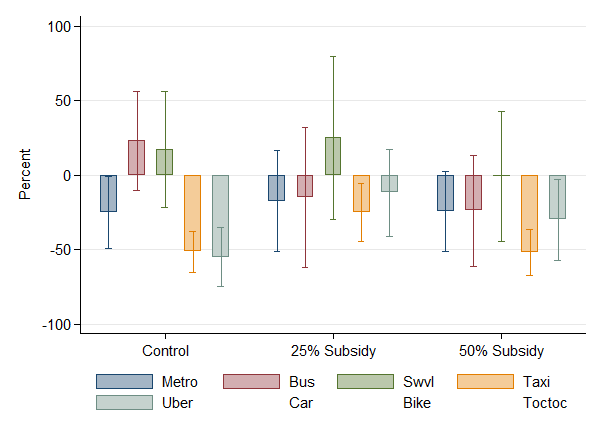 100
50
0
-50
-100
Percent
Control 25% Subsidy 50% Subsidy
Metro Bus Swvl Taxi
Uber Car Bike Toctoc